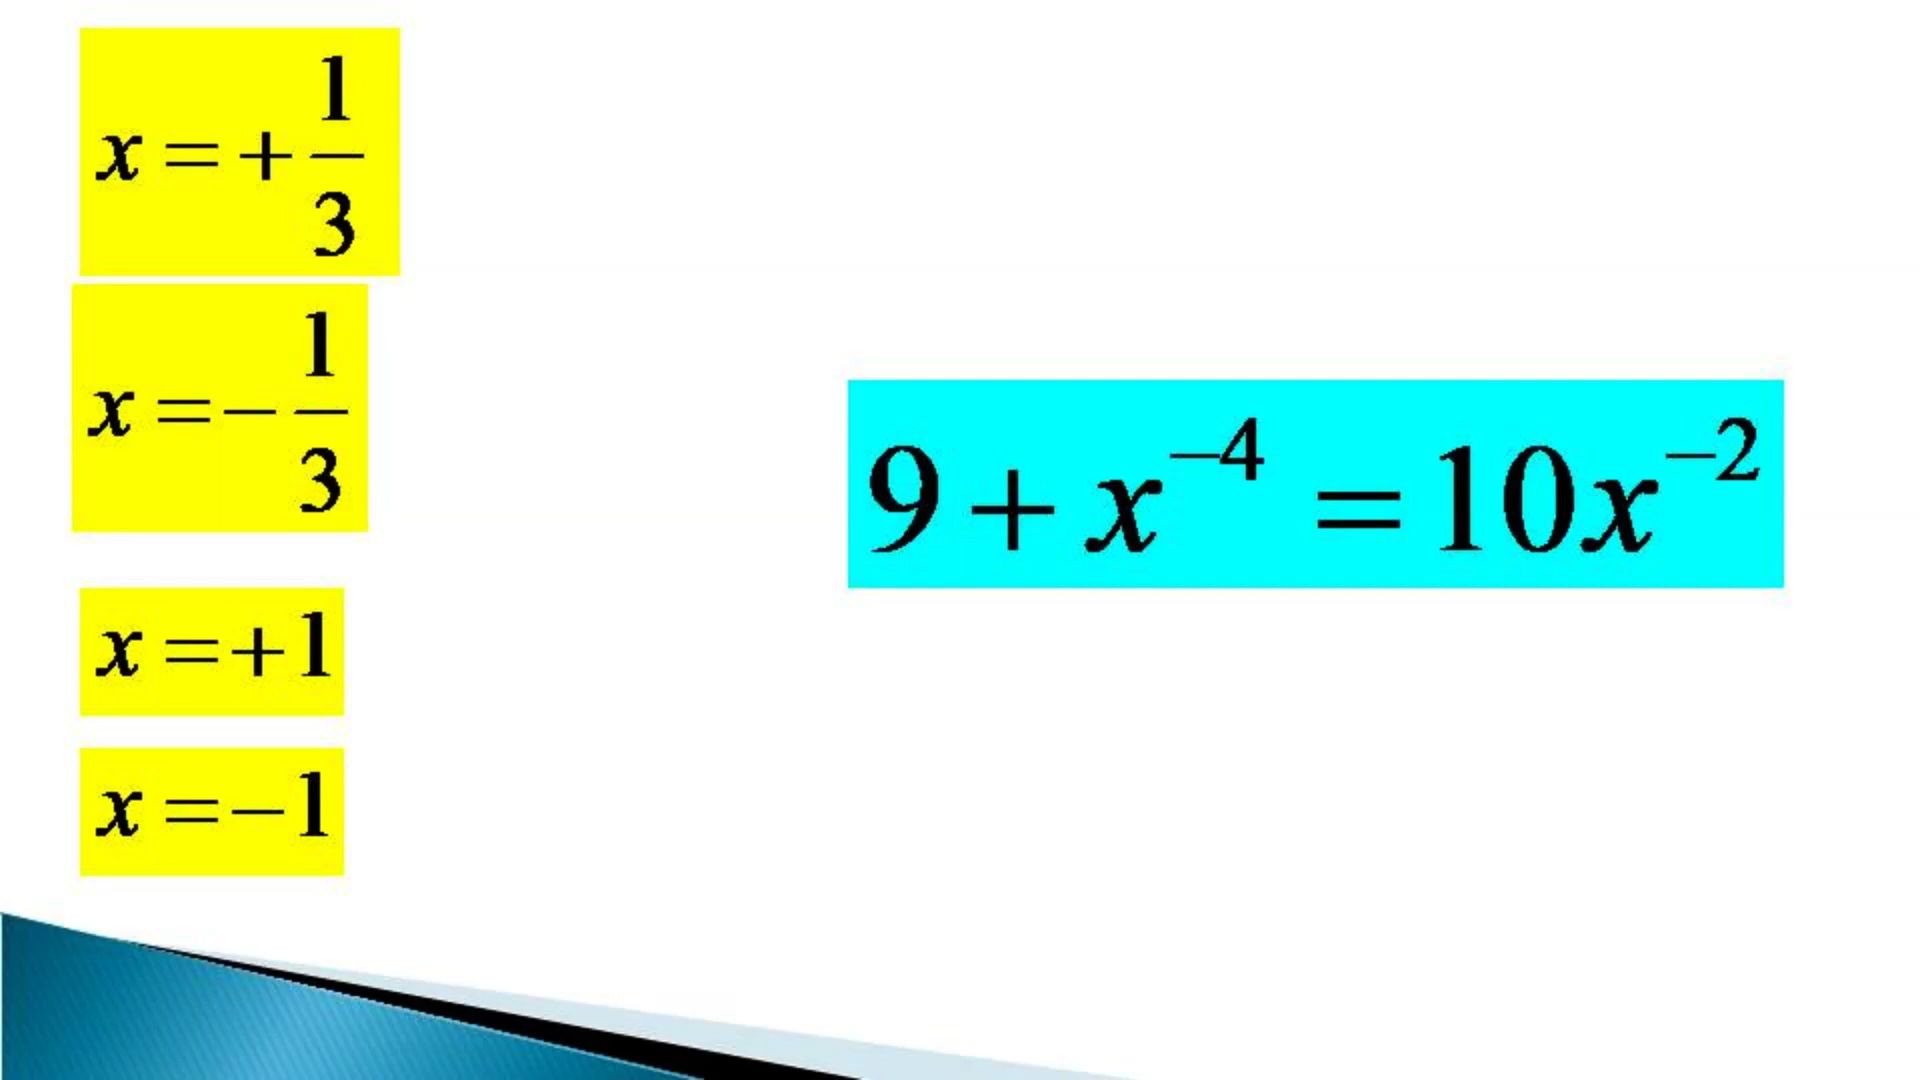 x = + 1/3
x = − 1/3
9 + x⁻⁴ = 10x⁻²
x = +1
x = −1